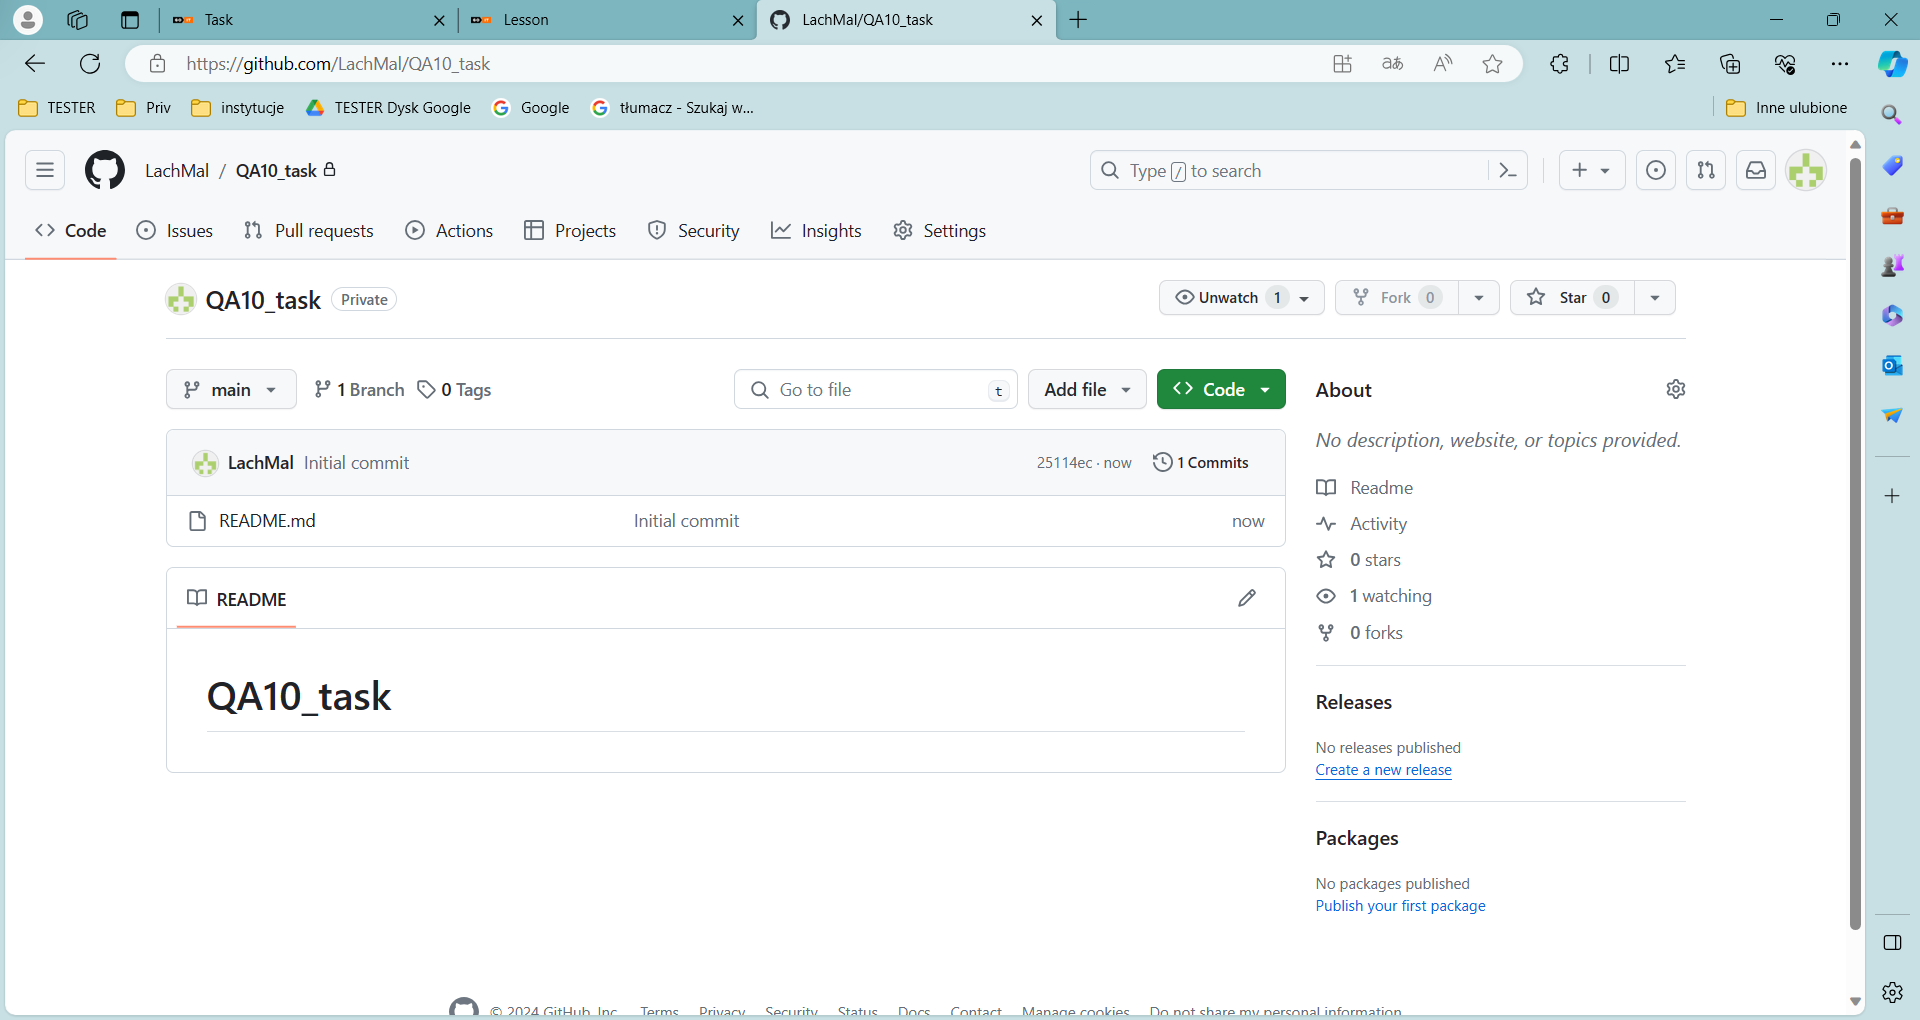 Task
Lesson
LachMal/QA10_task
https://github.com/LachMal/QA10_task
TESTER
Priv
instytucje
TESTER Dysk Google
Google
tłumacz - Szukaj w...
Inne ulubione
LachMal / QA10_task
Type / to search
Code
Issues
Pull requests
Actions
Projects
Security
Insights
Settings
QA10_task Private
Unwatch 1
Fork 0
Star 0
main
1 Branch
0 Tags
Go to file t
Add file
Code
LachMal Initial commit
25114ec · now
1 Commits
README.md
Initial commit
now
README
QA10_task
About
No description, website, or topics provided.
Readme
Activity
0 stars
1 watching
0 forks
Releases
No releases published
Create a new release
Packages
No packages published
Publish your first package
© 2024 GitHub, Inc.
Terms
Privacy
Security
Status
Docs
Contact
Manage cookies
Do not share my personal information